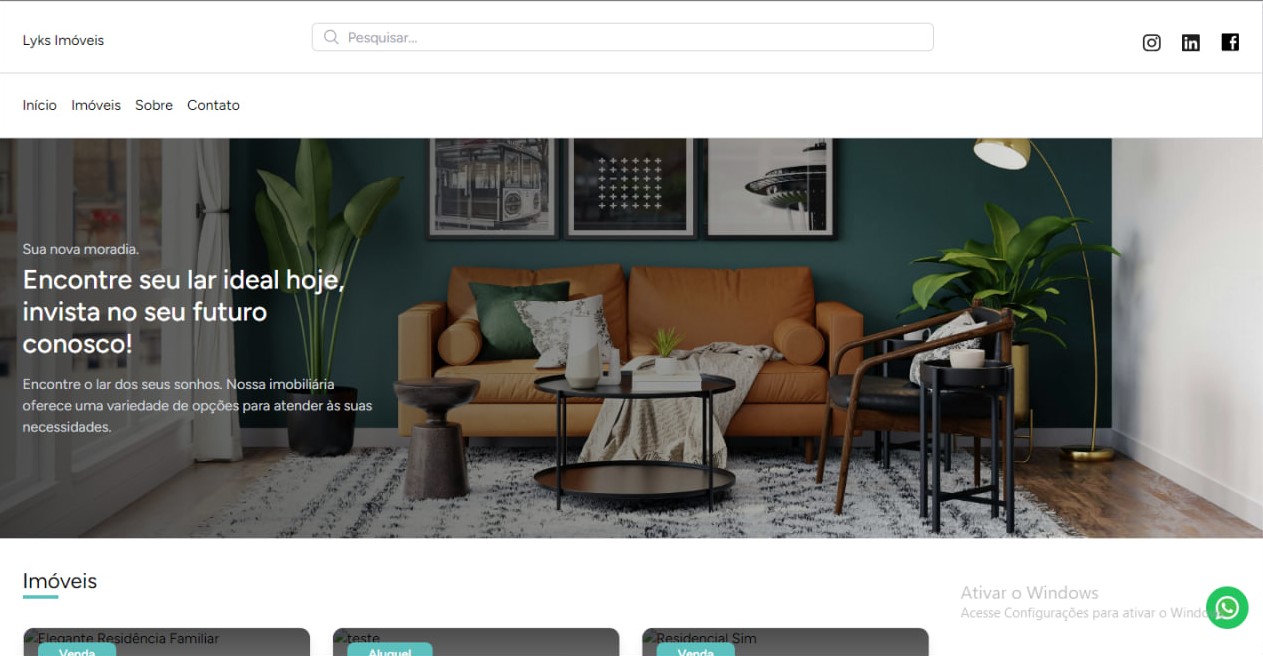 Lyks Imóveis
Pesquisar...
Início Imóveis Sobre Contato
Sua nova moradia.
Encontre seu lar ideal hoje,
invista no seu futuro
conosco!
Encontre o lar dos seus sonhos. Nossa imobiliária
oferece uma variedade de opções para atender às suas
necessidades.
Imóveis
Ativar o Windows
Acesse Configurações para ativar o Windows
Elegante Residência Familiar
Venda
teste
Aluguel
Residencial Sim
Venda